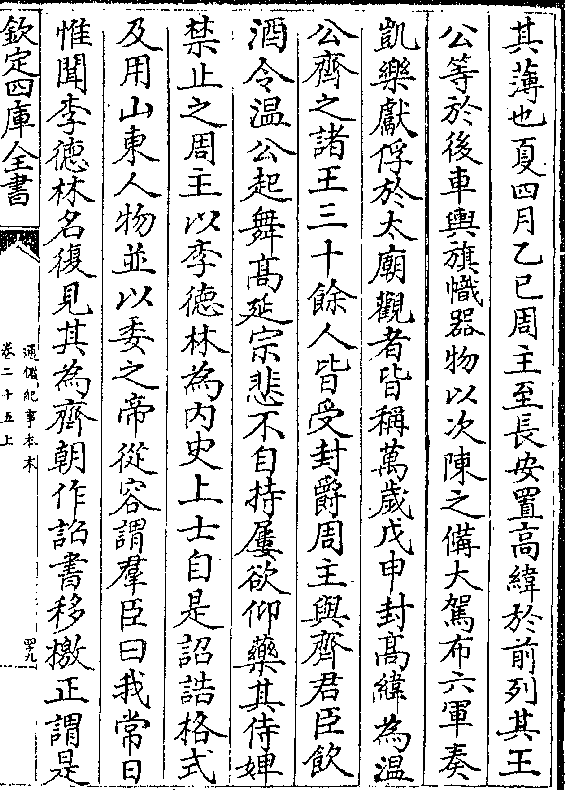 其薄也夏四月乙巳周主至長安置高緯於前列其王
公等於後車輿旗幟器物以次陳之備大駕布六軍奏
凱樂獻俘於太廟觀者皆稱萬歲戊申封高緯為温
公齊之諸王三十餘人皆受封爵周主與齊君臣飲
酒令温公起舞髙延宗悲不自持屢欲仰藥其侍婢
禁止之周主以李德林為内史上士自是詔誥格式
及用山東人物並以委之帝從容謂羣臣曰我常日
惟聞李德林名復見其為齊朝作詔書移檄正謂是
欽定四庫全書
通鑑紀事本末
卷二十五上
四九